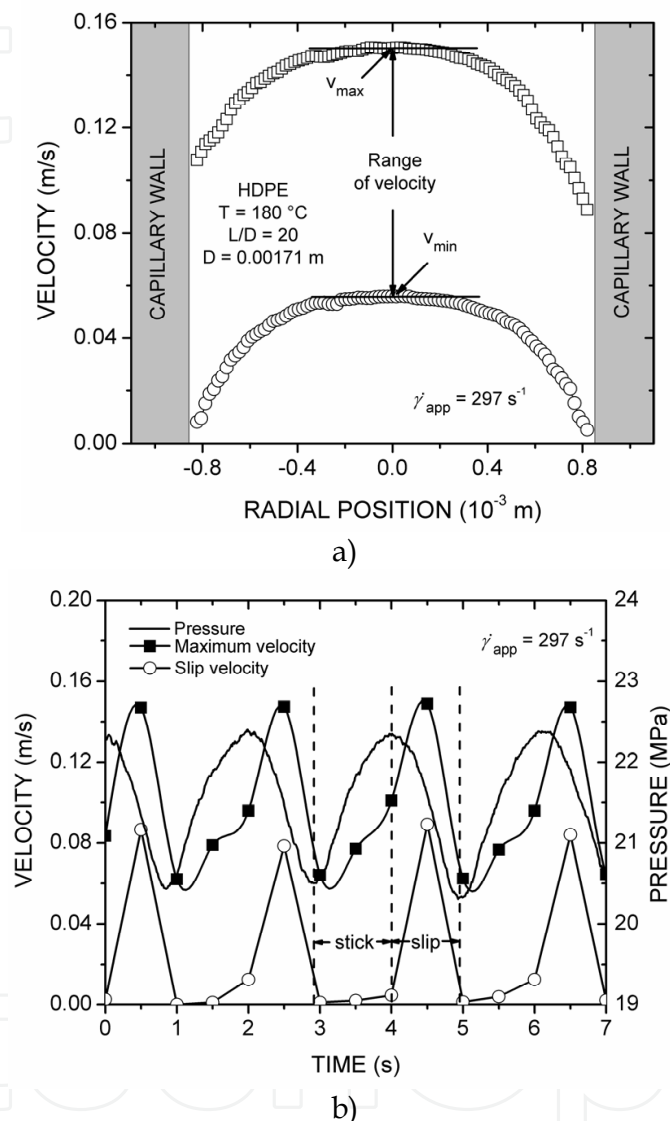 0.16
0.12
0.08
0.04
0.00
VELOCITY (m/s)
CAPILLARY WALL
v_max
Range
of velocity
HDPE
T = 180 °C
L/D = 20
D = 0.00171 m
v_min
γ̇_app = 297 s⁻¹
CAPILLARY WALL
-0.8 -0.4 0.0 0.4 0.8
RADIAL POSITION (10⁻³ m)
a)
0.20
0.16
0.12
0.08
0.04
0.00
VELOCITY (m/s)
Pressure
Maximum velocity
Slip velocity
γ̇_app = 297 s⁻¹
stick slip
24
23
22
21
20
19
PRESSURE (MPa)
0 1 2 3 4 5 6 7
TIME (s)
b)